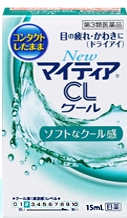 第3類医薬品
コンタクト
したまま
目の疲れ・かわきに
(ドライアイ)
New
マイティア
CL
クール
ソフトなクール感
15mL 目薬